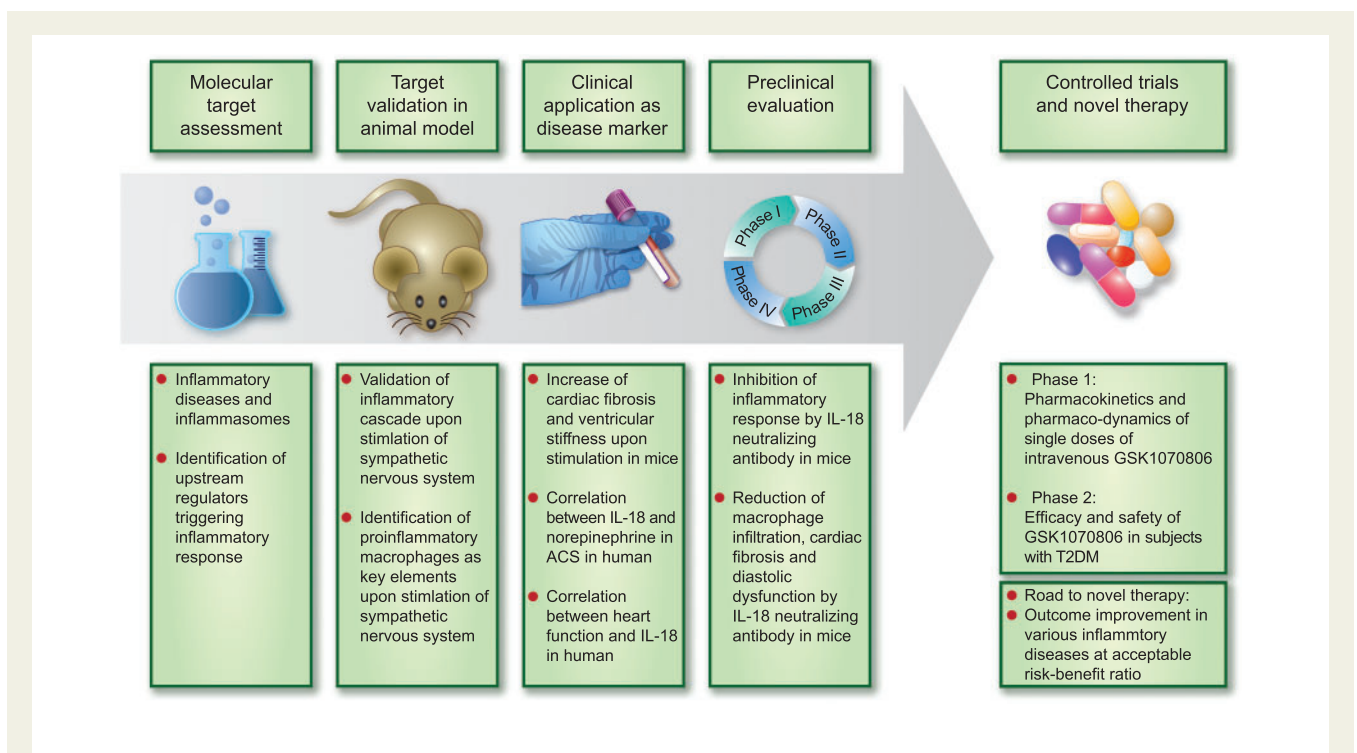 Molecular
target
assessment
Target
validation in
animal model
Clinical
application as
disease marker
Preclinical
evaluation
Controlled trials
and novel therapy
Phase I
Phase II
Phase III
Phase IV
Inflammatory
diseases and
inflammasomes
Identification of
upstream
regulators
triggering
inflammatory
response
Validation of
inflammatory
cascade upon
stimlation of
sympathetic
nervous system
Identification of
proinflammatory
macrophages as
key elements
upon stimlation of
sympathetic
nervous system
Increase of
cardiac fibrosis
and ventricular
stiffness upon
stimulation in mice
Correlation
between IL-18 and
norepinephrine in
ACS in human
Correlation
between heart
function and IL-18
in human
Inhibition of
inflammatory
response by IL-18
neutralizing
antibody in mice
Reduction of
macrophage
infiltration, cardiac
fibrosis and
diastolic
dysfunction by
IL-18 neutralizing
antibody in mice
Phase 1:
Pharmacokinetics and
pharmaco-dynamics of
single doses of
intravenous GSK1070806
Phase 2:
Efficacy and safety of
GSK1070806 in subjects
with T2DM
Road to novel therapy:
Outcome improvement in
various inflammtory
diseases at acceptable
risk-benefit ratio